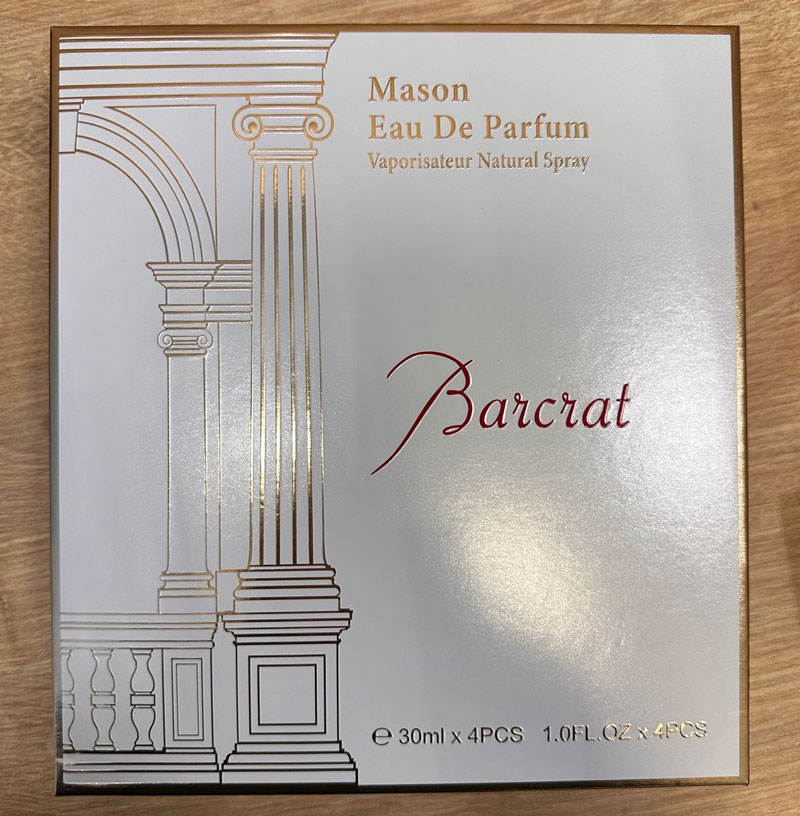 Mason
Eau De Parfum
Vaporisateur Natural Spray
Barcrat
℮ 30ml x 4PCS 1.0FL.OZ x 4PCS